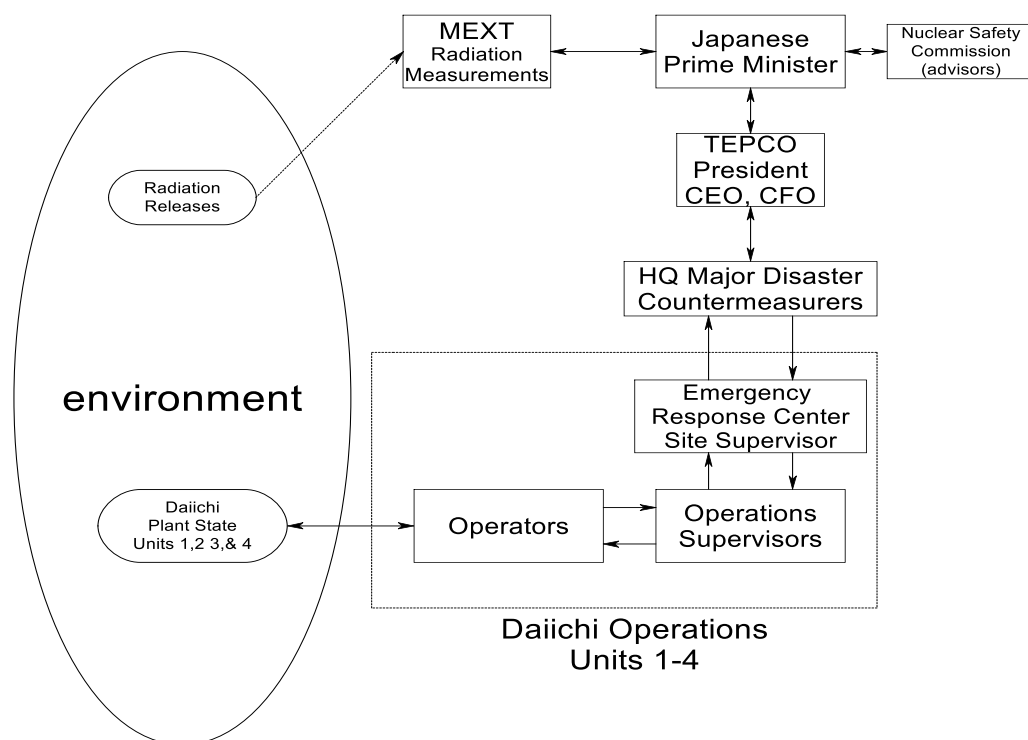 MEXT
Radiation
Measurements
Japanese
Prime Minister
Nuclear Safety
Commission
(advisors)
TEPCO
President
CEO, CFO
Radiation
Releases
HQ Major Disaster
Countermeasurers
environment
Emergency
Response Center
Site Supervisor
Daiichi
Plant State
Units 1,2 3,& 4
Operators
Operations
Supervisors
Daiichi Operations
Units 1-4